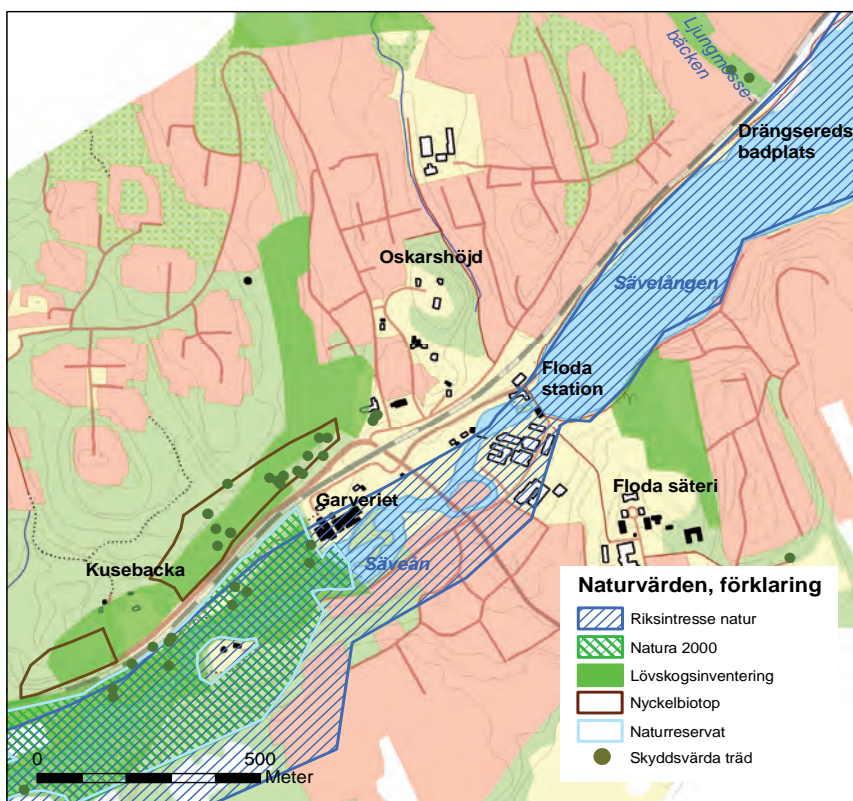 Ljungmosse-
bäcken
Drängsereds
badplats
Oskarshöjd
Sävelången
Floda
station
Garveriet
Floda säteri
Säveån
Kusebacka
Naturvärden, förklaring
Riksintresse natur
Natura 2000
Lövskogsinventering
Nyckelbiotop
Naturreservat
Skyddsvärda träd
0 500
Meter